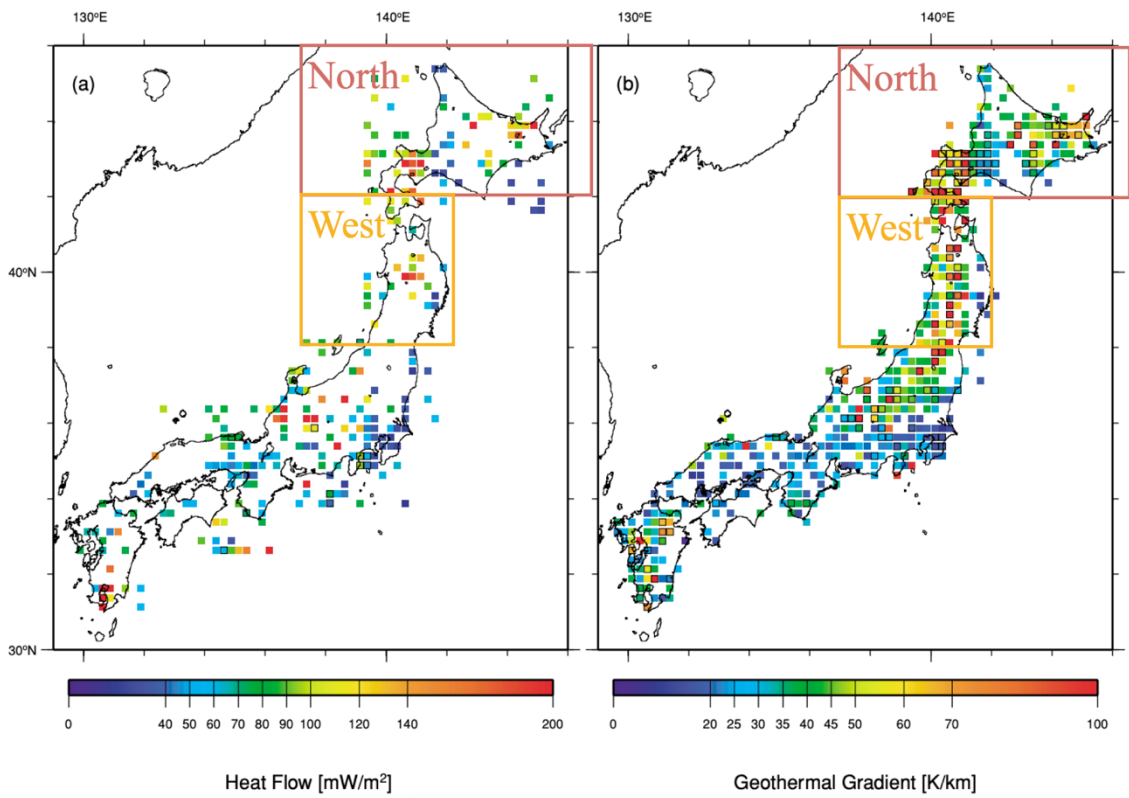 130ºE
140ºE
130ºE
140ºE
(a)
North
(b)
North
West
West
40ºN
30ºN
0 40 50 60 70 80 90 100 120 140 200
0 20 25 30 35 40 45 50 60 70 100
Heat Flow [mW/m²]
Geothermal Gradient [K/km]